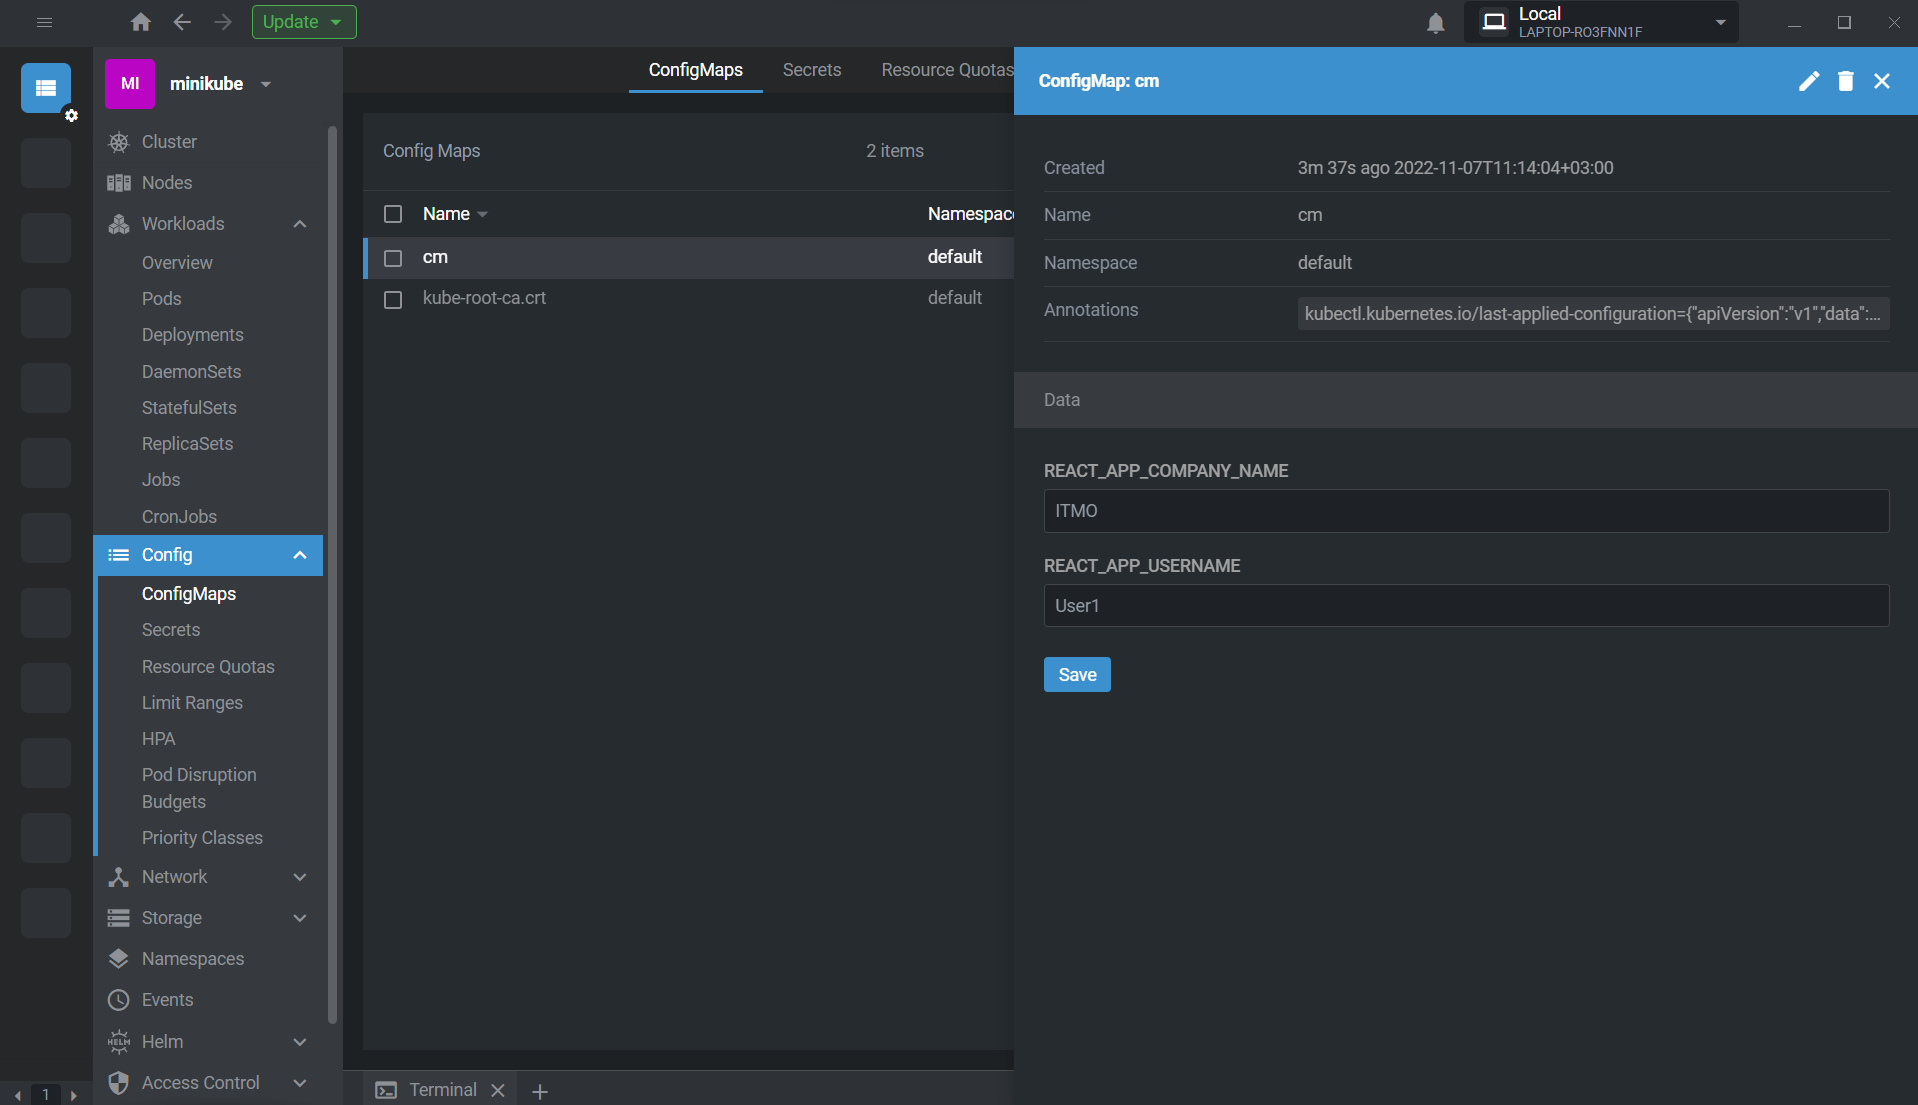 Update
Local
LAPTOP-RO3FNN1F
MI
minikube
Cluster
Nodes
Workloads
Overview
Pods
Deployments
DaemonSets
StatefulSets
ReplicaSets
Jobs
CronJobs
Config
ConfigMaps
Secrets
Resource Quotas
Limit Ranges
HPA
Pod Disruption
Budgets
Priority Classes
Network
Storage
Namespaces
Events
HELM
Helm
Access Control
1
ConfigMaps Secrets Resource Quotas
Config Maps 2 items
Name Namespac
cm default
kube-root-ca.crt default
Terminal
ConfigMap: cm
Created 3m 37s ago 2022-11-07T11:14:04+03:00
Name cm
Namespace default
Annotations kubectl.kubernetes.io/last-applied-configuration={"apiVersion":"v1","data":...
Data
REACT_APP_COMPANY_NAME
ITMO
REACT_APP_USERNAME
User1
Save